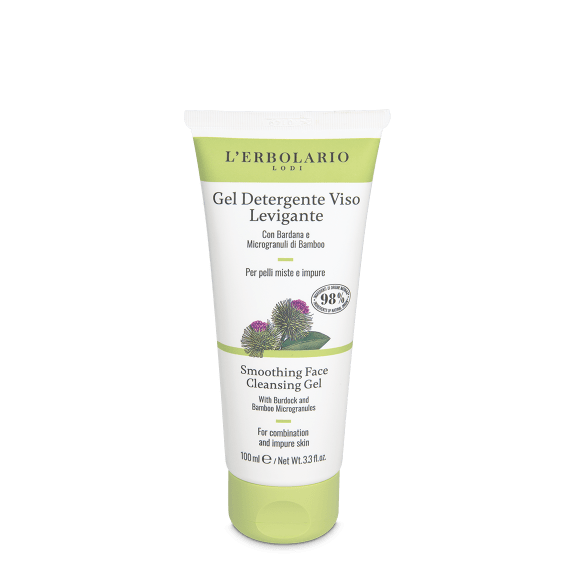 L'ERBOLARIO
LODI
Gel Detergente Viso
Levigante
Con Bardana e
Microgranuli di Bamboo
Per pelli miste e impure
98%
Smoothing Face
Cleansing Gel
With Burdock and
Bamboo Microgranules
For combination
and impure skin
100 ml ℮ / Net Wt. 3.3 fl. oz.